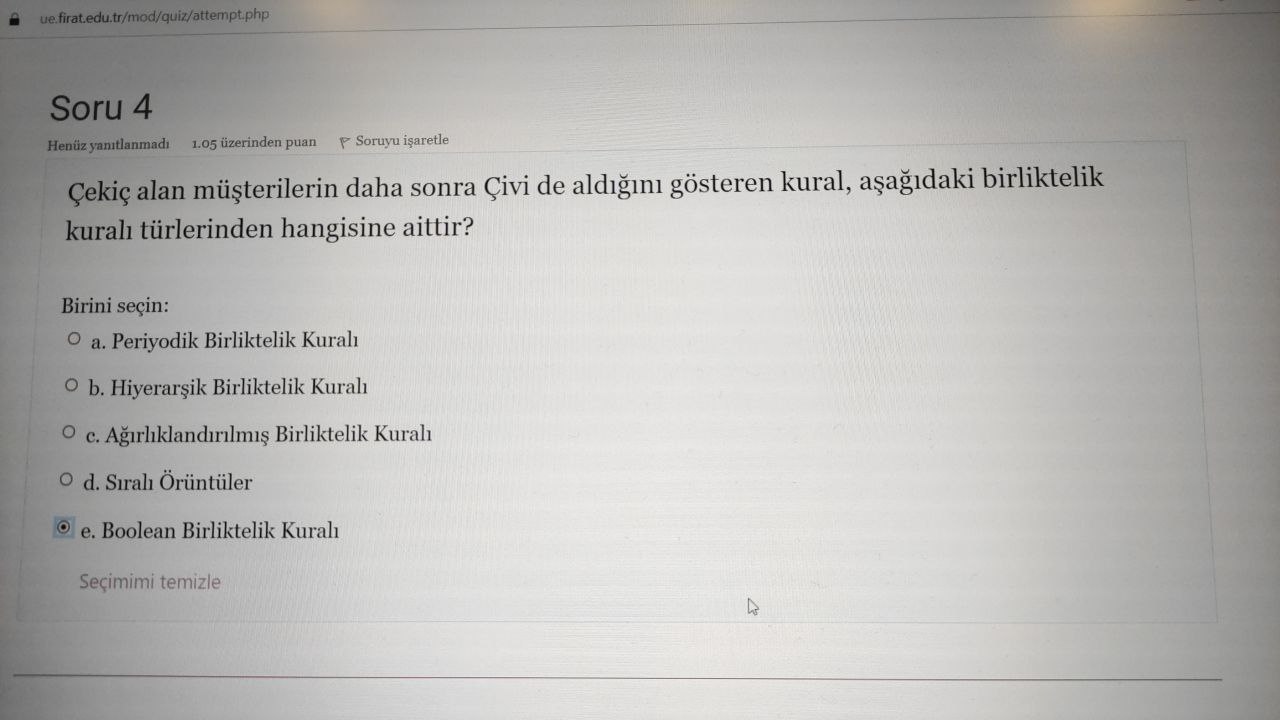 ue.firat.edu.tr/mod/quiz/attempt.php
Soru 4
Henüz yanıtlanmadı 1.05 üzerinden puan Soruyu işaretle
Çekiç alan müşterilerin daha sonra Çivi de aldığını gösteren kural, aşağıdaki birliktelik
kuralı türlerinden hangisine aittir?
Birini seçin:
a. Periyodik Birliktelik Kuralı
b. Hiyerarşik Birliktelik Kuralı
c. Ağırlıklandırılmış Birliktelik Kuralı
d. Sıralı Örüntüler
e. Boolean Birliktelik Kuralı
Seçimimi temizle